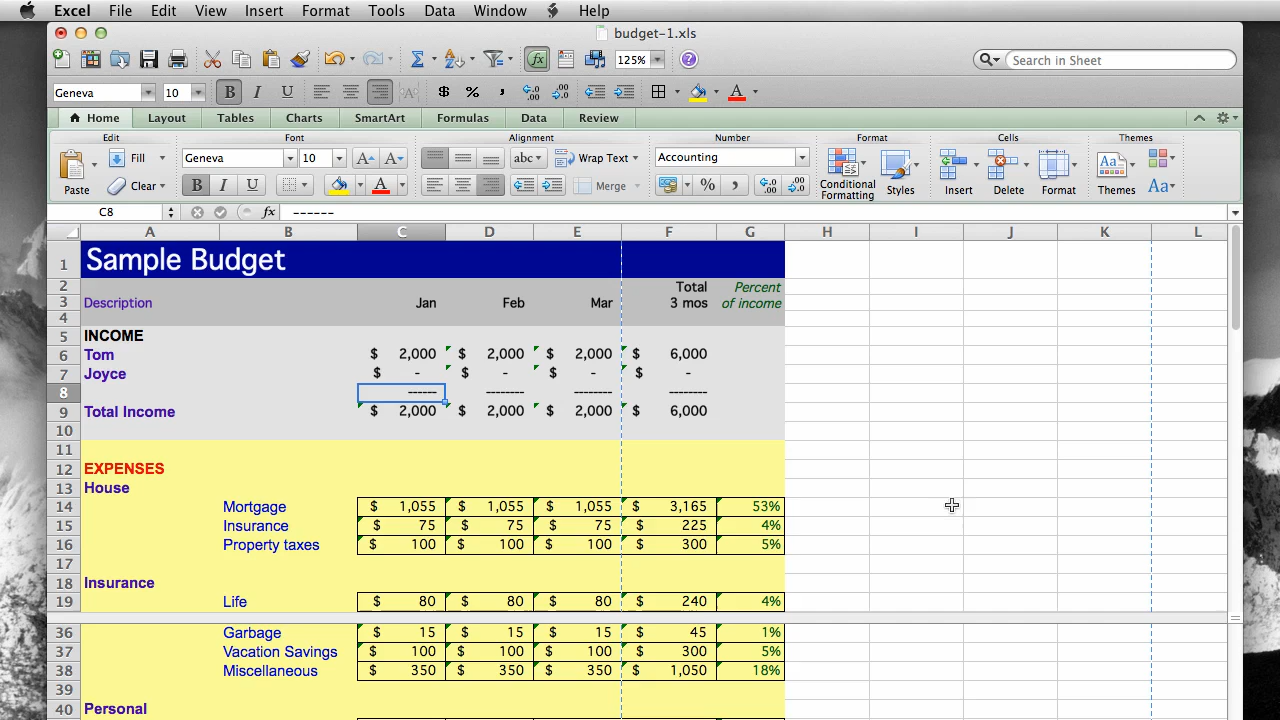 Excel File Edit View Insert Format Tools Data Window Help
budget-1.xls
125% Search in Sheet
Geneva 10 B I U $ % ,
Home Layout Tables Charts SmartArt Formulas Data Review
Edit Font Alignment Number Format Cells Themes
Fill Geneva 10 abc Wrap Text Accounting
Paste Clear B I U Merge % , Conditional Formatting Styles Insert Delete Format Themes Aa
C8 fx ------
A B C D E F G H I J K L
1 Sample Budget
2 Total Percent
3 Description Jan Feb Mar 3 mos of income
4
5 INCOME
6 Tom $ 2,000 $ 2,000 $ 2,000 $ 6,000
7 Joyce $ - $ - $ - $ -
8 ------ -------- -------- --------
9 Total Income $ 2,000 $ 2,000 $ 2,000 $ 6,000
10
11
12 EXPENSES
13 House
14 Mortgage $ 1,055 $ 1,055 $ 1,055 $ 3,165 53%
15 Insurance $ 75 $ 75 $ 75 $ 225 4%
16 Property taxes $ 100 $ 100 $ 100 $ 300 5%
17
18 Insurance
19 Life $ 80 $ 80 $ 80 $ 240 4%
36 Garbage $ 15 $ 15 $ 15 $ 45 1%
37 Vacation Savings $ 100 $ 100 $ 100 $ 300 5%
38 Miscellaneous $ 350 $ 350 $ 350 $ 1,050 18%
39
40 Personal